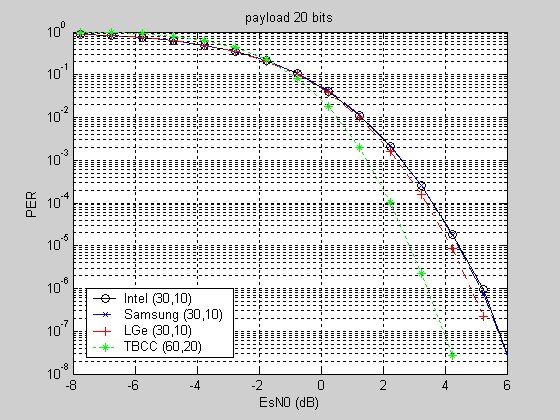 payload 20 bits
10^0
10^-1
10^-2
10^-3
10^-4
10^-5
10^-6
10^-7
10^-8
PER
Intel (30,10)
Samsung (30,10)
LGe (30,10)
TBCC (60,20)
-8 -6 -4 -2 0 2 4 6
EsN0 (dB)